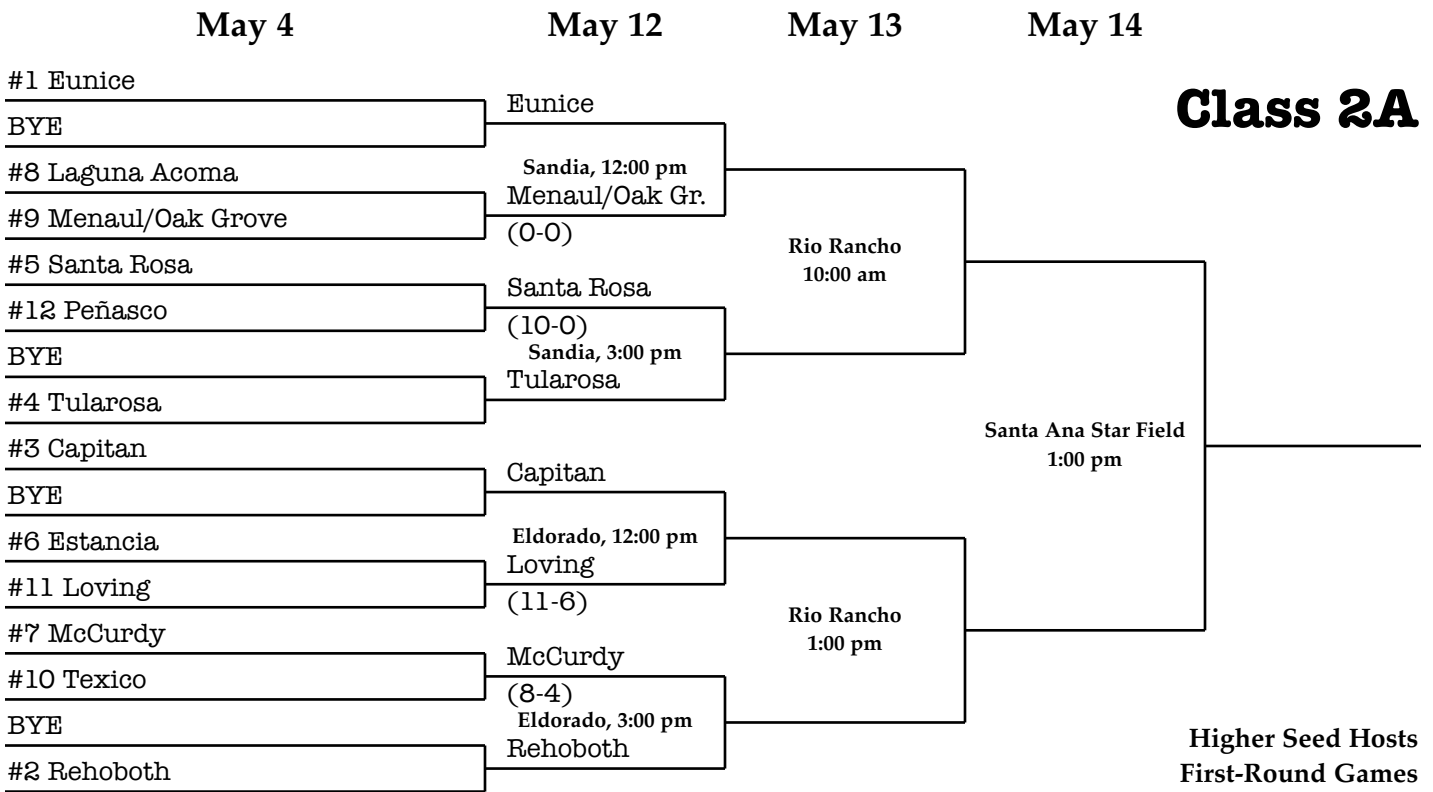 May 4
May 12
May 13
May 14
Class 2A
#1 Eunice
BYE
#8 Laguna Acoma
#9 Menaul/Oak Grove
#5 Santa Rosa
#12 Peñasco
BYE
#4 Tularosa
#3 Capitan
BYE
#6 Estancia
#11 Loving
#7 McCurdy
#10 Texico
BYE
#2 Rehoboth
Eunice
Sandia, 12:00 pm
Menaul/Oak Gr.
(0-0)
Santa Rosa
(10-0)
Sandia, 3:00 pm
Tularosa
Capitan
Eldorado, 12:00 pm
Loving
(11-6)
McCurdy
(8-4)
Eldorado, 3:00 pm
Rehoboth
Rio Rancho
10:00 am
Rio Rancho
1:00 pm
Santa Ana Star Field
1:00 pm
Higher Seed Hosts
First-Round Games